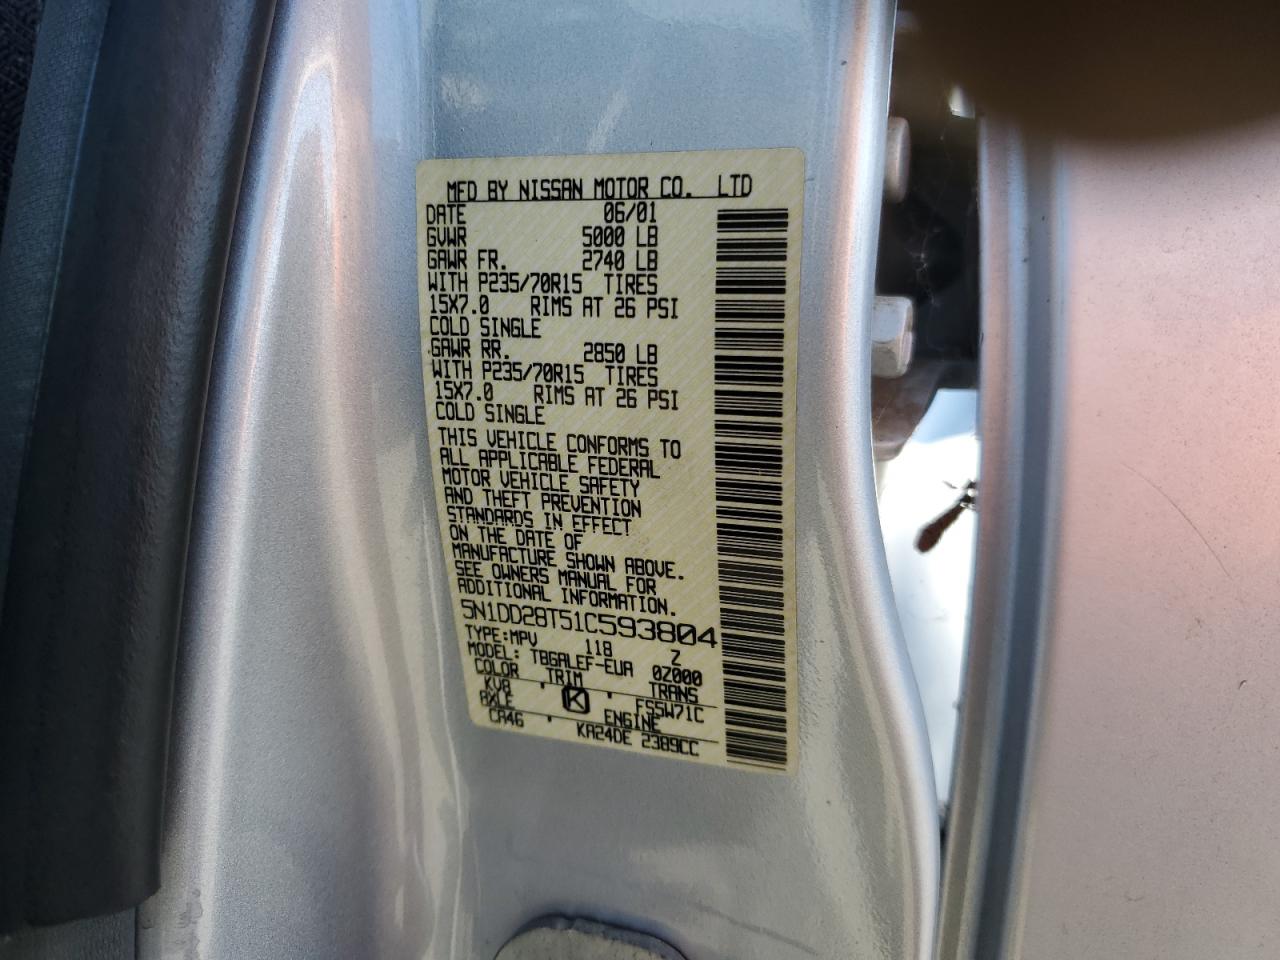 MFD BY NISSAN MOTOR CO. LTD
DATE 06/01
GVWR 5000 LB
GAWR FR. 2740 LB
WITH P235/70R15 TIRES
15X7.0 RIMS AT 26 PSI
COLD SINGLE
GAWR RR. 2850 LB
WITH P235/70R15 TIRES
15X7.0 RIMS AT 26 PSI
COLD SINGLE
THIS VEHICLE CONFORMS TO
ALL APPLICABLE FEDERAL
MOTOR VEHICLE SAFETY
AND THEFT PREVENTION
STANDARDS IN EFFECT
ON THE DATE OF
MANUFACTURE SHOWN ABOVE.
SEE OWNERS MANUAL FOR
ADDITIONAL INFORMATION.
5N1DD28T51C593804
TYPE:MPV 118 Z
MODEL: TBGALEF-EUA 0Z000
COLOR TRIM TRANS
KV8 K FS5W71C
AXLE ENGINE
CA46 KA24DE 2389CC